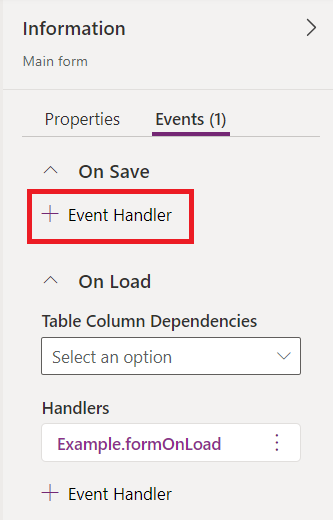 Information
Main form
Properties Events (1)
On Save
+ Event Handler
On Load
Table Column Dependencies
Select an option
Handlers
Example.formOnLoad
+ Event Handler